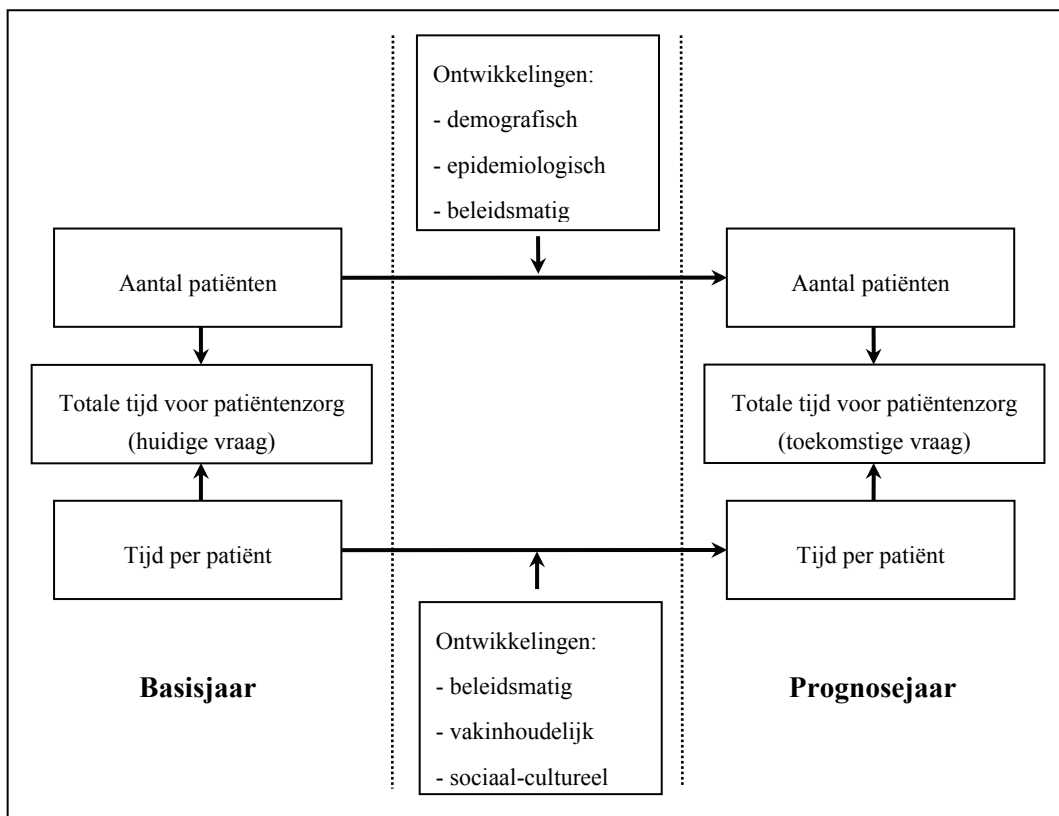 Ontwikkelingen:
- demografisch
- epidemiologisch
- beleidsmatig
Aantal patiënten
Aantal patiënten
Totale tijd voor patiëntenzorg
(huidige vraag)
Totale tijd voor patiëntenzorg
(toekomstige vraag)
Tijd per patiënt
Tijd per patiënt
Ontwikkelingen:
- beleidsmatig
- vakinhoudelijk
- sociaal-cultureel
Basisjaar
Prognosejaar